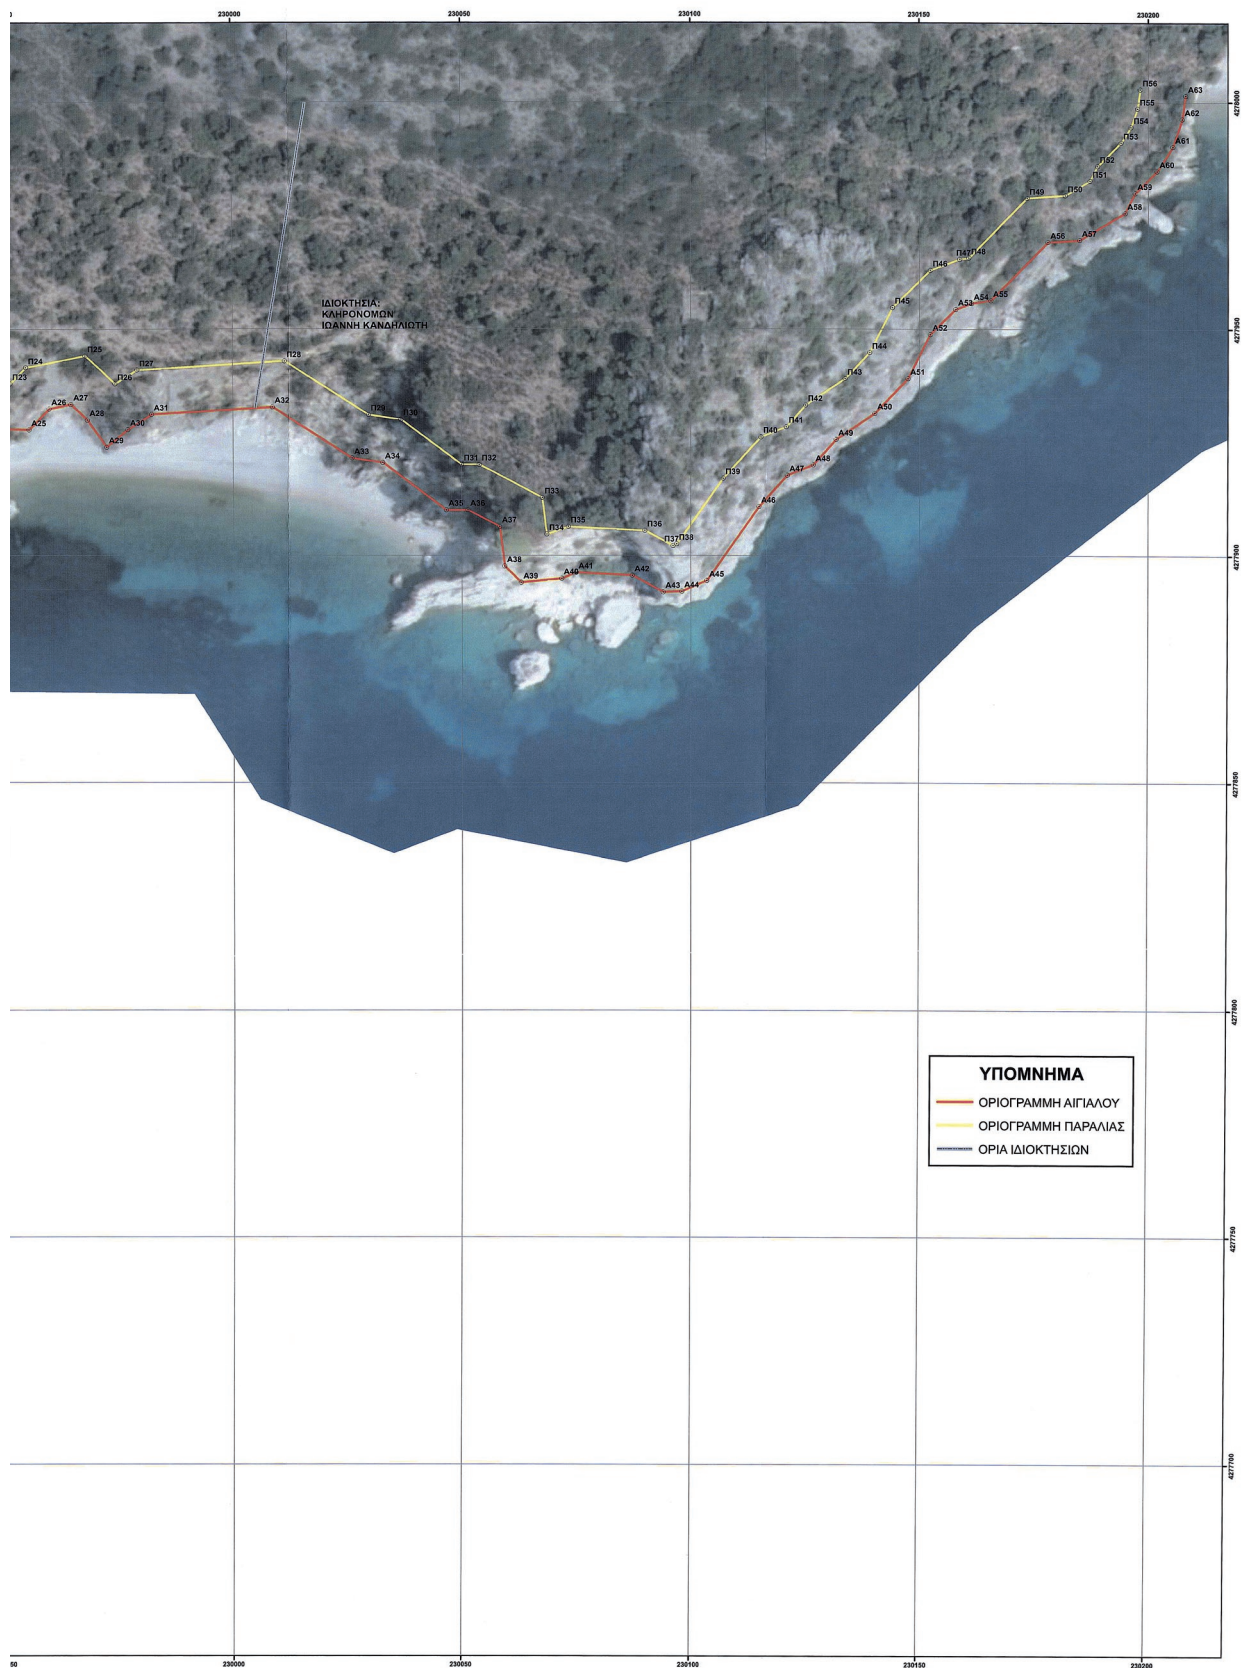 230000 230050 230100 230150 230200
Π56 Α63
Π55 Α62
Π54
Π53 Α61
Π52 Α60
Π51
Π49 Π50 Α59
Α58
Α56 Α57
Π46 Π47 Π48
Π45 Α53 Α54 Α55
ΙΔΙΟΚΤΗΣΙΑ:
ΚΛΗΡΟΝΟΜΩΝ
ΙΩΑΝΝΗ ΚΑΝΔΗΛΙΩΤΗ
Α52
Π44
Π23 Π24 Π25 Π26 Π27 Π28
Π43 Α51
Α25 Α26 Α27 Α28 Α29 Α30 Α31 Α32
Π29 Π30
Π42 Α50
Π40 Π41 Α49
Α33 Α34 Π31 Π32
Π39 Α47 Α48
Π33 Α46
Α35 Α36 Α37
Π34 Π35 Π36 Π37 Π38
Α38 Α39 Α40 Α41 Α42 Α43 Α44 Α45
4278000
4277950
4277900
4277850
4277800
4277750
4277700
ΥΠΟΜΝΗΜΑ
ΟΡΙΟΓΡΑΜΜΗ ΑΙΓΙΑΛΟΥ
ΟΡΙΟΓΡΑΜΜΗ ΠΑΡΑΛΙΑΣ
ΟΡΙΑ ΙΔΙΟΚΤΗΣΙΩΝ
50 230000 230050 230100 230150 230200